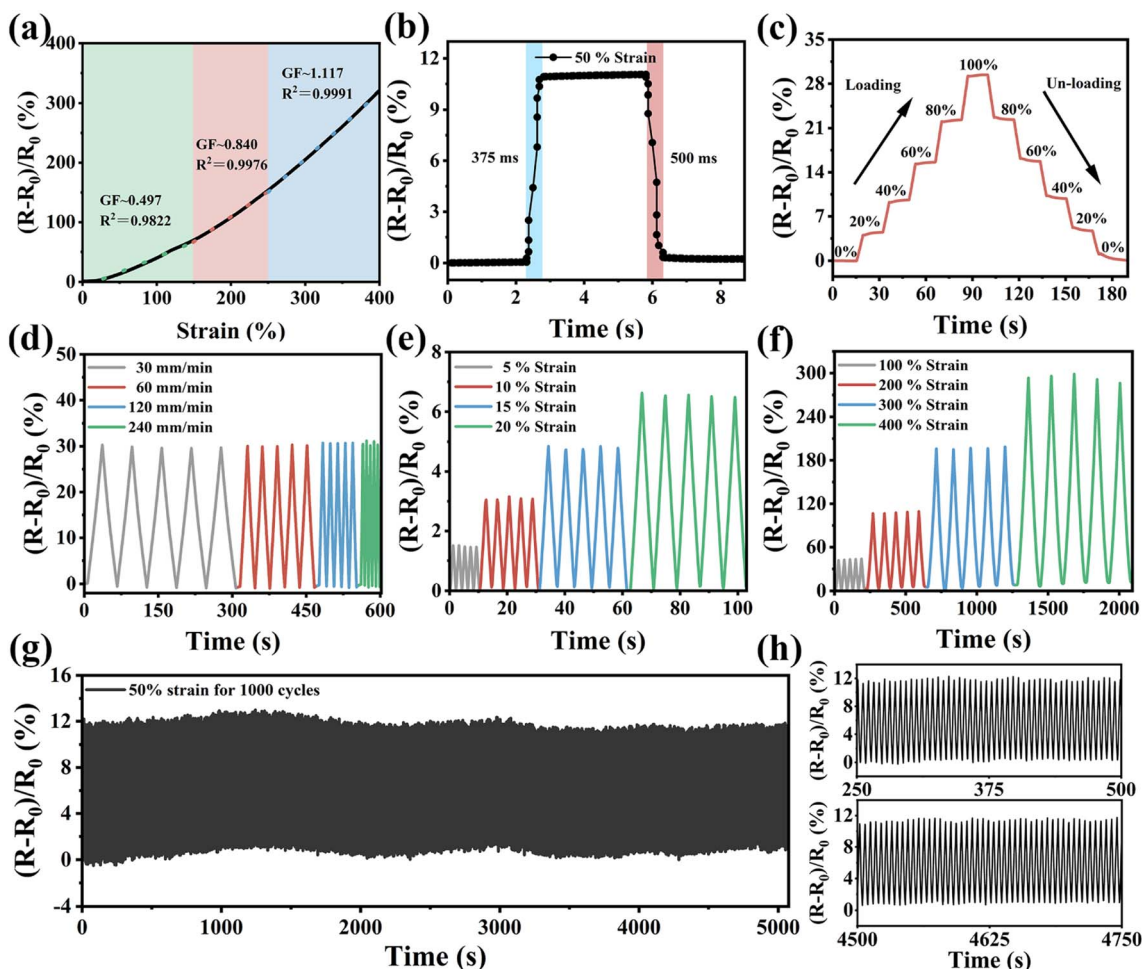 (a)
400
300
200
100
0
(R-R₀)/R₀ (%)
GF~0.497
R²=0.9822
GF~0.840
R²=0.9976
GF~1.117
R²=0.9991
0 100 200 300 400
Strain (%)
(b)
12
9
6
3
0
(R-R₀)/R₀ (%)
50 % Strain
375 ms
500 ms
0 2 4 6 8
Time (s)
(c)
35
28
21
14
7
0
(R-R₀)/R₀ (%)
Loading
Un-loading
0%
20%
40%
60%
80%
100%
80%
60%
40%
20%
0%
0 30 60 90 120 150 180
Time (s)
(d)
50
40
30
20
10
0
(R-R₀)/R₀ (%)
30 mm/min
60 mm/min
120 mm/min
240 mm/min
0 150 300 450 600
Time (s)
(e)
8
6
4
2
0
(R-R₀)/R₀ (%)
5 % Strain
10 % Strain
15 % Strain
20 % Strain
0 20 40 60 80 100
Time (s)
(f)
300
240
180
120
60
0
(R-R₀)/R₀ (%)
100 % Strain
200 % Strain
300 % Strain
400 % Strain
0 500 1000 1500 2000
Time (s)
(g)
16
12
8
4
0
-4
(R-R₀)/R₀ (%)
50% strain for 1000 cycles
0 1000 2000 3000 4000 5000
Time (s)
(h)
12
8
4
0
(R-R₀)/R₀ (%)
250 375 500
12
8
4
0
(R-R₀)/R₀ (%)
4500 4625 4750
Time (s)